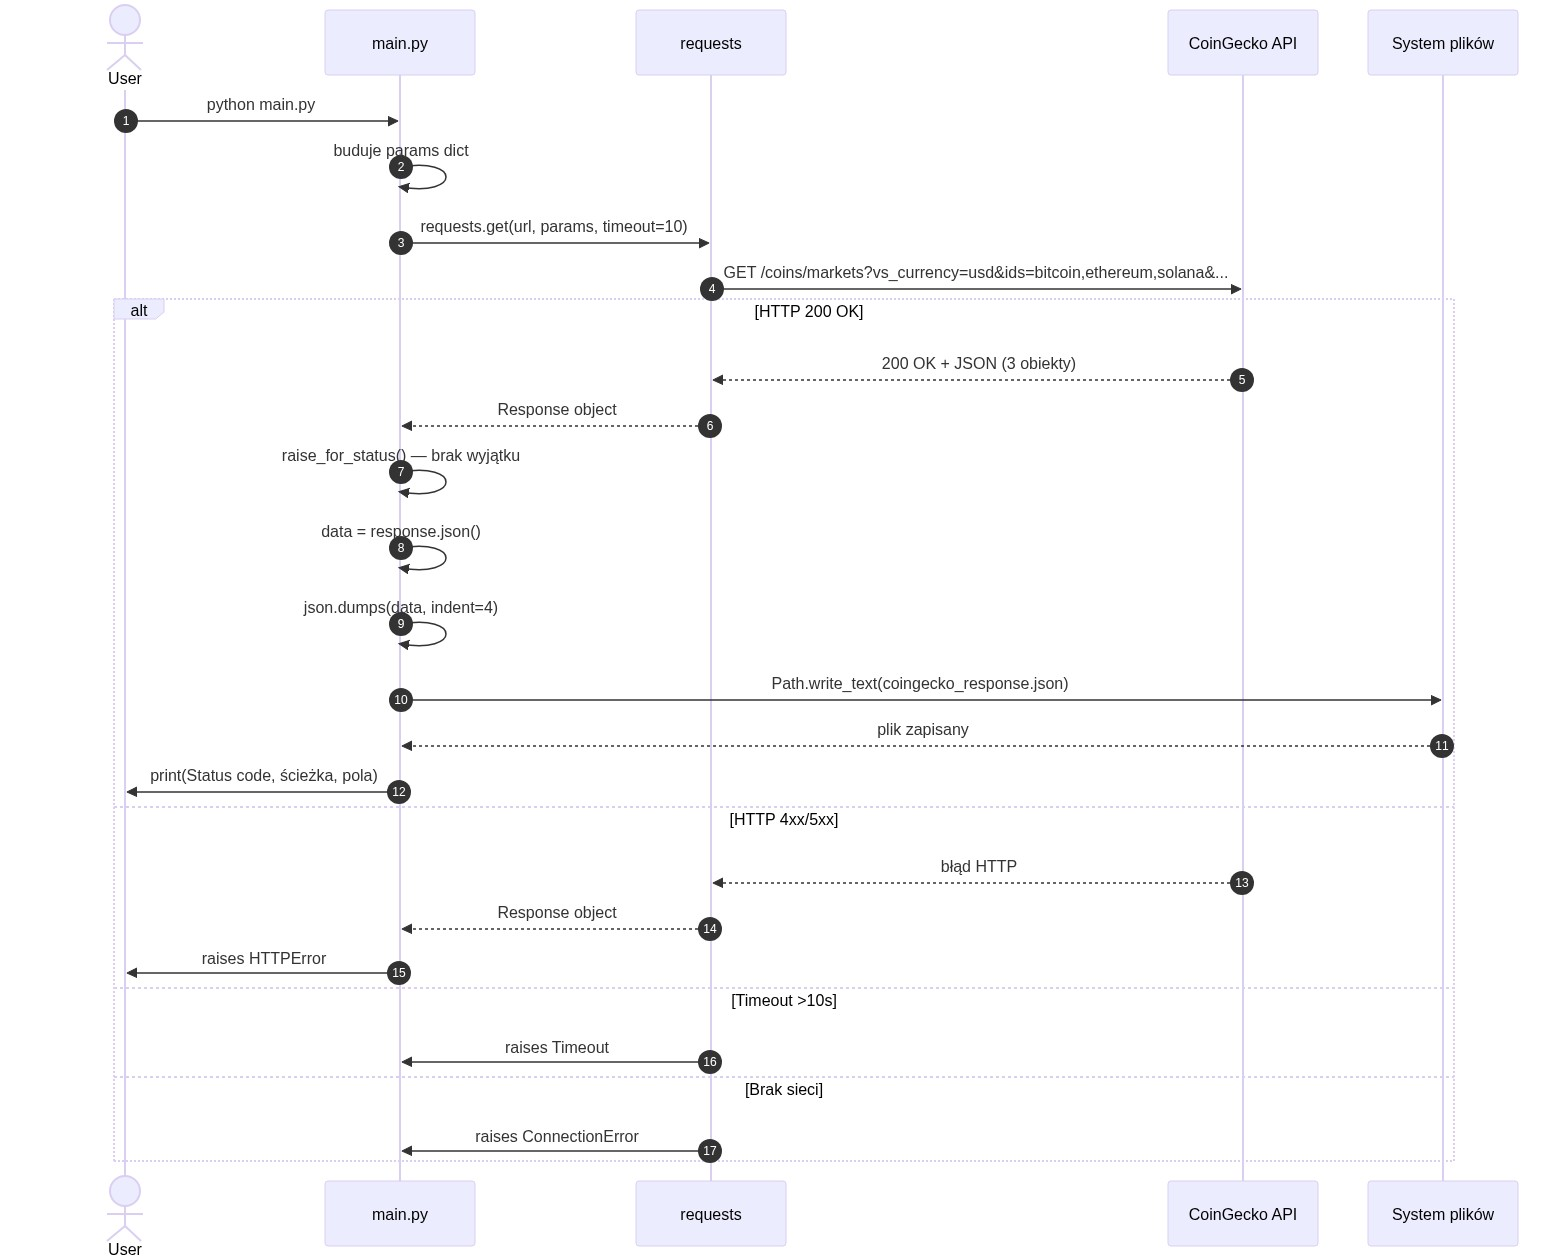 User
main.py
requests
CoinGecko API
System plików
python main.py
1
buduje params dict
2
requests.get(url, params, timeout=10)
3
GET /coins/markets?vs_currency=usd&ids=bitcoin,ethereum,solana&...
4
alt
[HTTP 200 OK]
200 OK + JSON (3 obiekty)
5
Response object
6
raise_for_status() — brak wyjątku
7
data = response.json()
8
json.dumps(data, indent=4)
9
Path.write_text(coingecko_response.json)
10
plik zapisany
11
print(Status code, ścieżka, pola)
12
[HTTP 4xx/5xx]
błąd HTTP
13
Response object
14
raises HTTPError
15
[Timeout >10s]
raises Timeout
16
[Brak sieci]
raises ConnectionError
17
User
main.py
requests
CoinGecko API
System plików